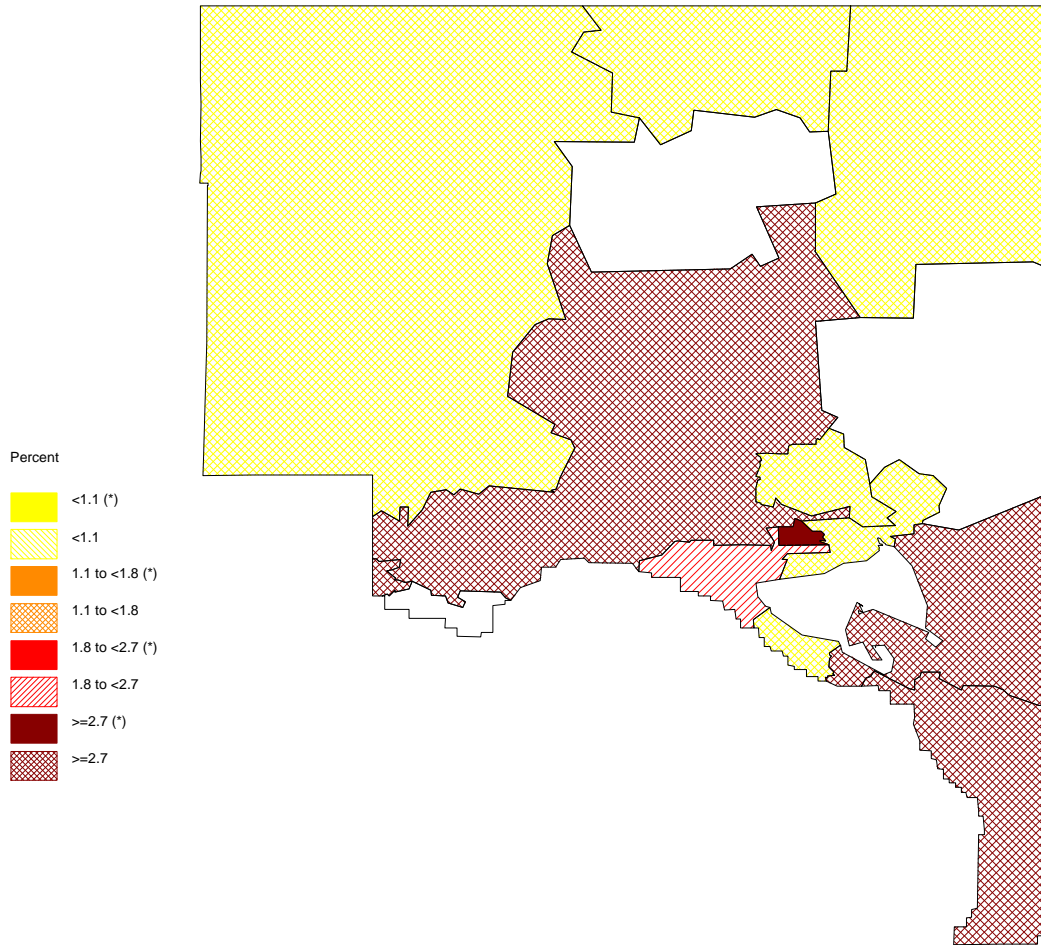 Percent
<1.1 (*)
<1.1
1.1 to <1.8 (*)
1.1 to <1.8
1.8 to <2.7 (*)
1.8 to <2.7
>=2.7 (*)
>=2.7